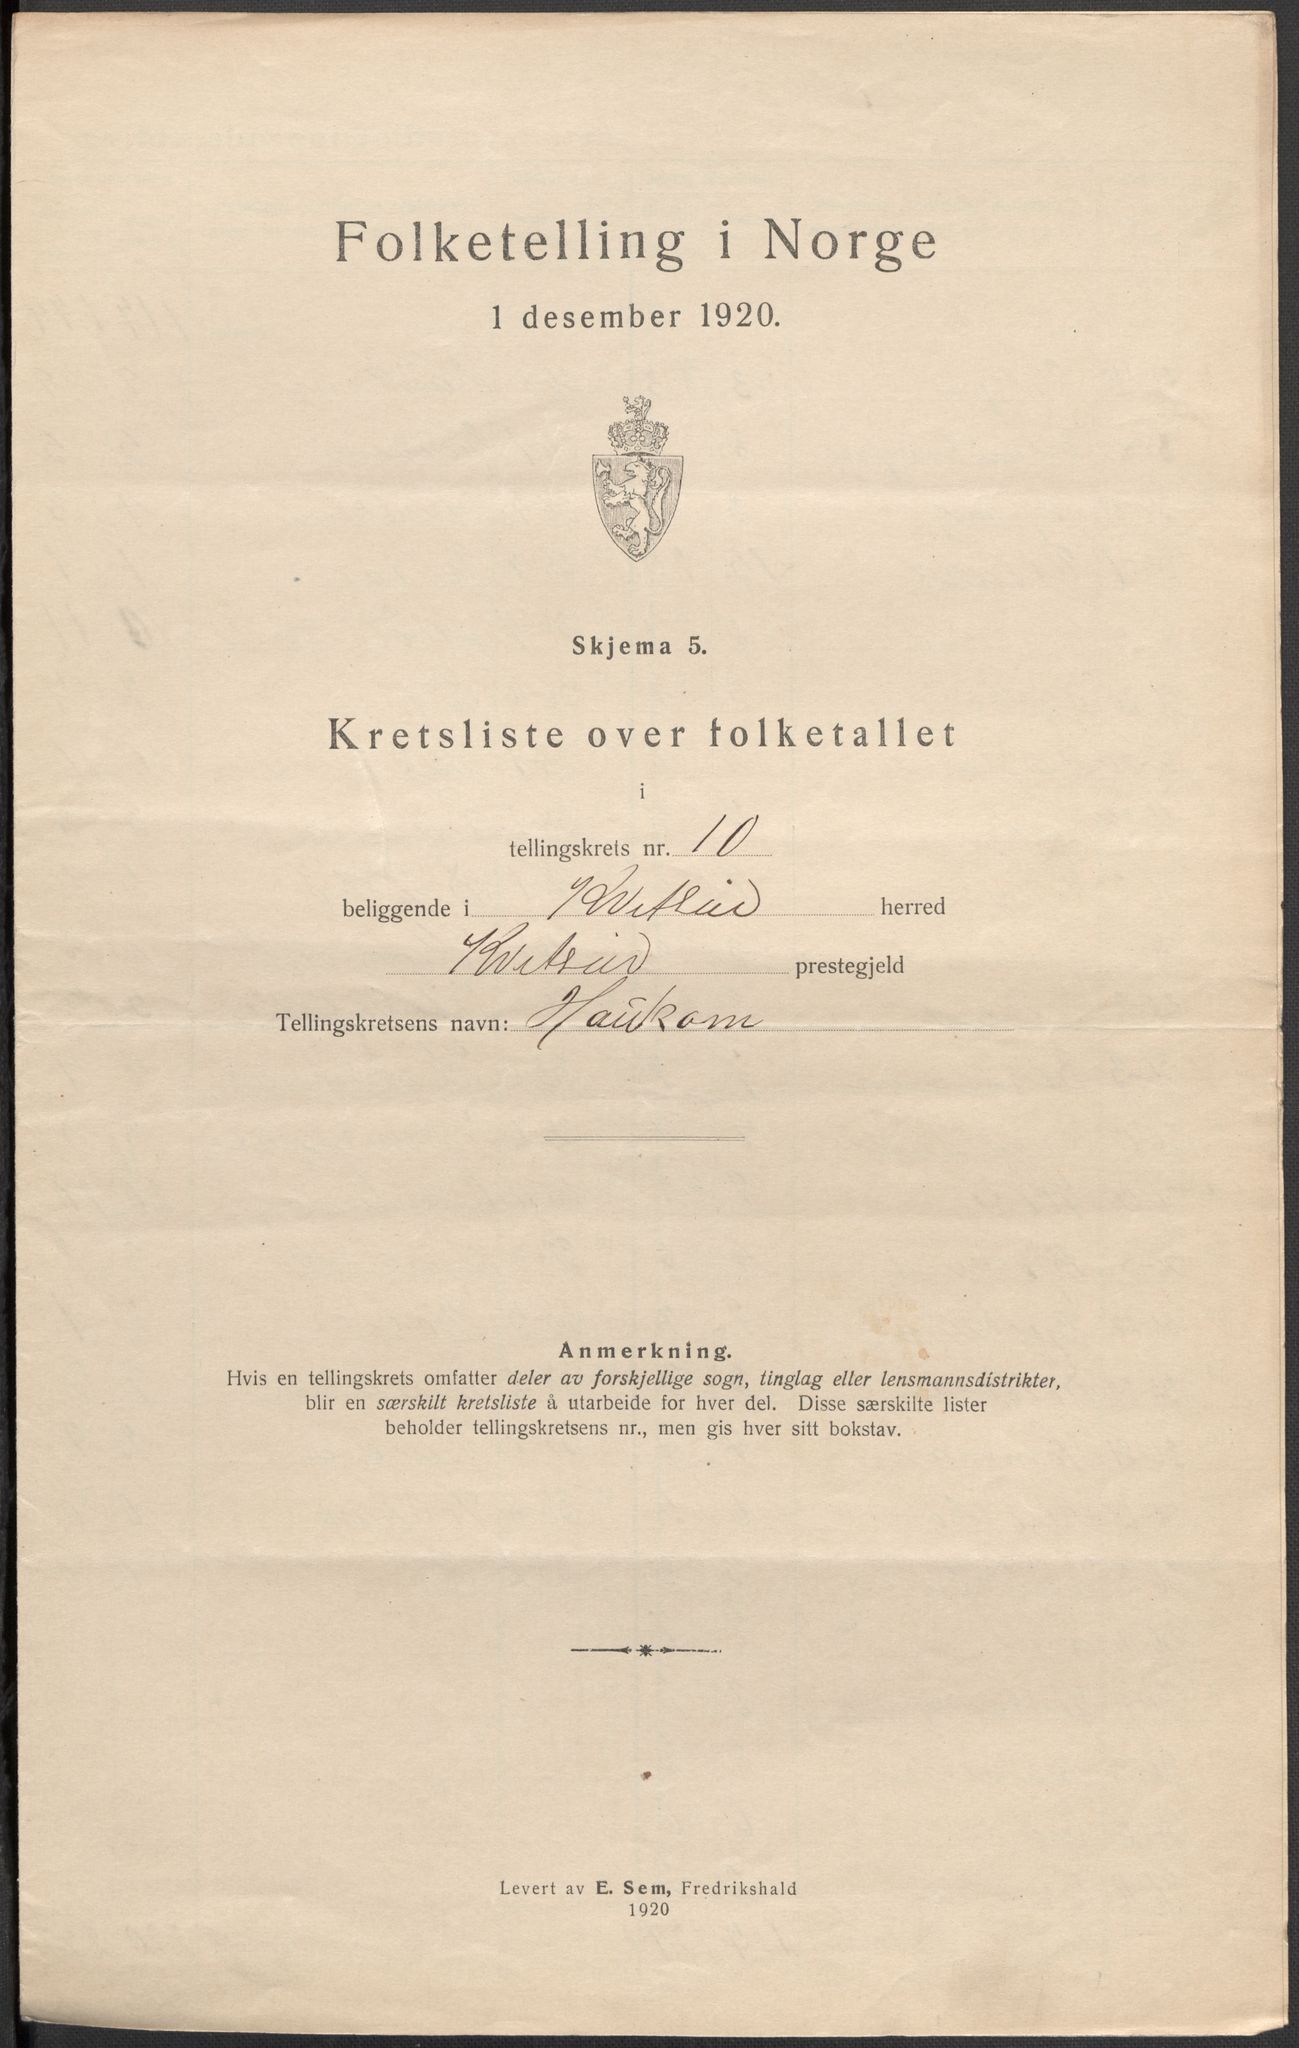 Folketelling i Norge
1 desember 1920.
Skjema 5.
Kretsliste over folketallet
i
tellingskrets nr. 10
beliggende i Kvitseid herred
Kvitseid prestegjeld
Tellingskretsens navn: Haukom
Anmerkning.
Hvis en tellingskrets omfatter deler av forskjellige sogn, tinglag eller lensmannsdistrikter,
blir en særskilt kretsliste å utarbeide for hver del. Disse særskilte lister
beholder tellingskretsens nr., men gis hver sitt bokstav.
Levert av E. Sem, Fredrikshald
1920